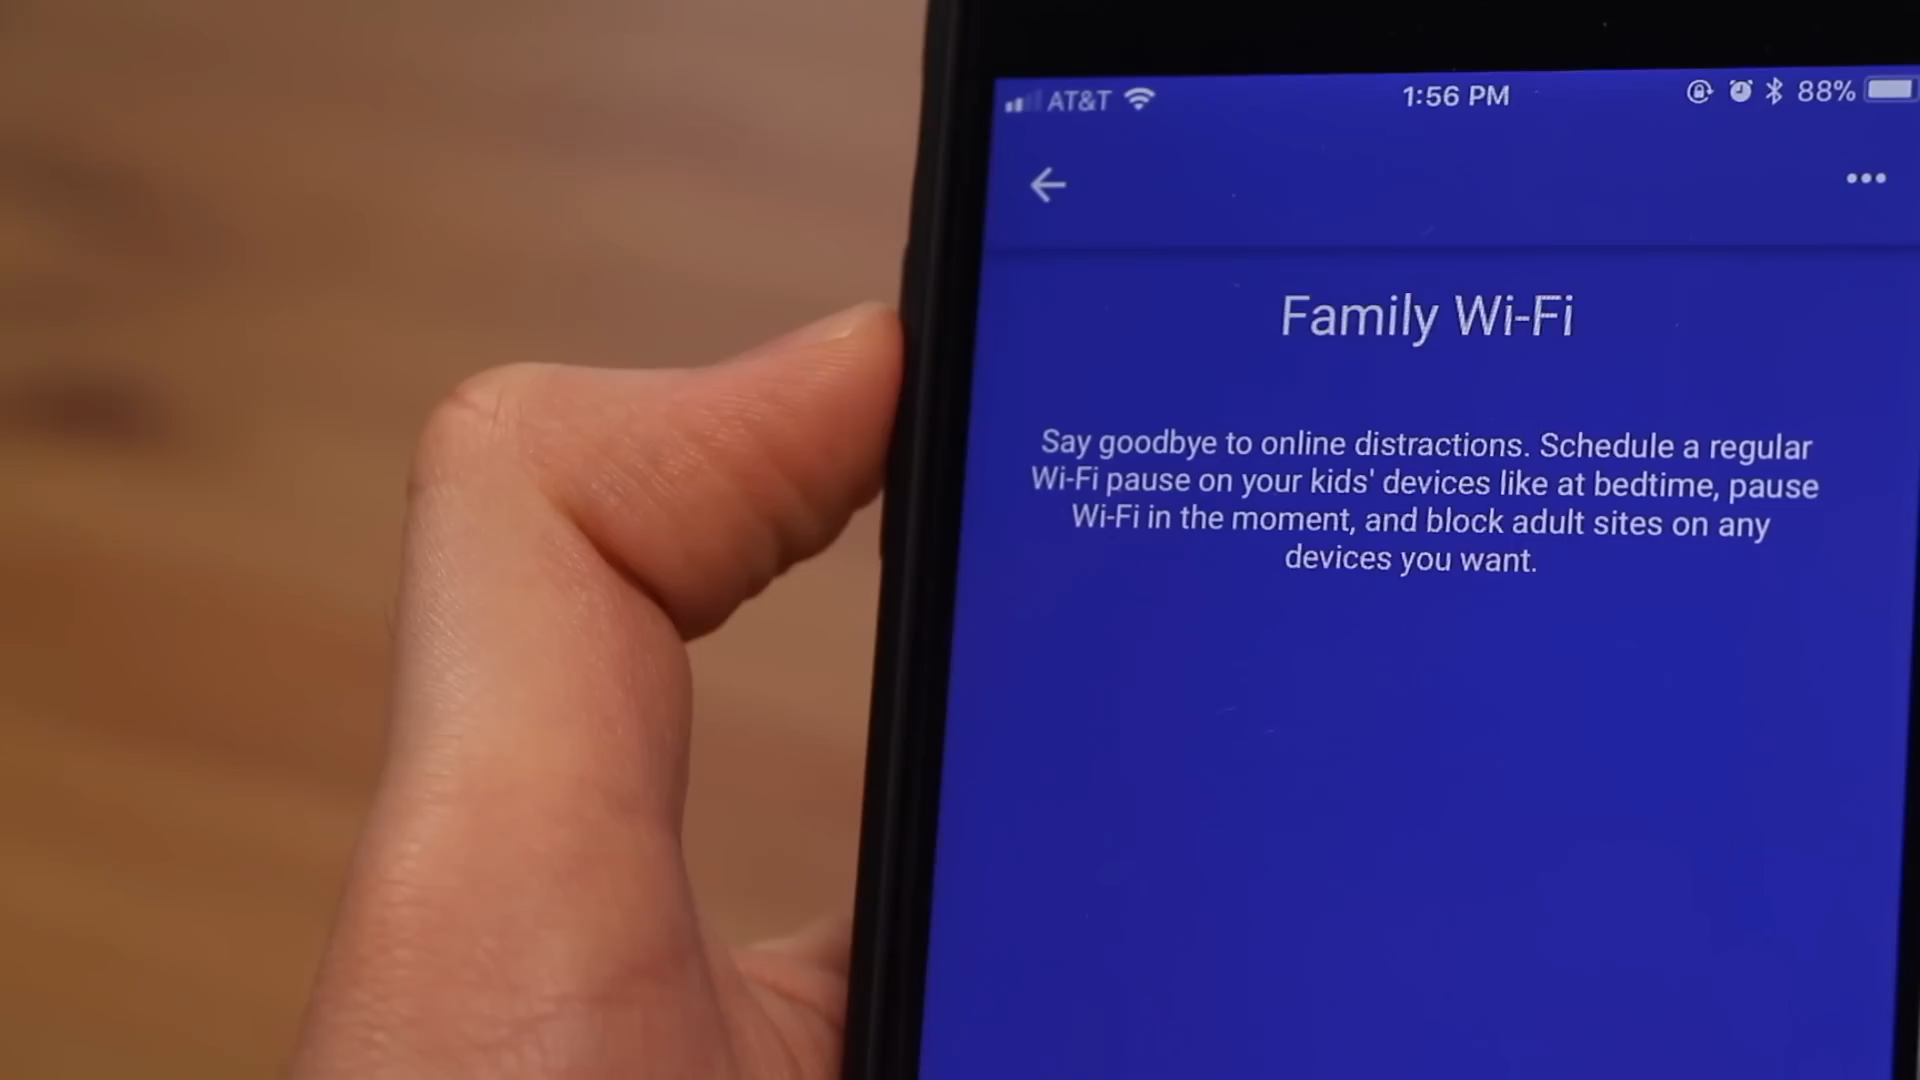 AT&T 1:56 PM 88%
Family Wi-Fi
Say goodbye to online distractions. Schedule a regular
Wi-Fi pause on your kids' devices like at bedtime, pause
Wi-Fi in the moment, and block adult sites on any
devices you want.